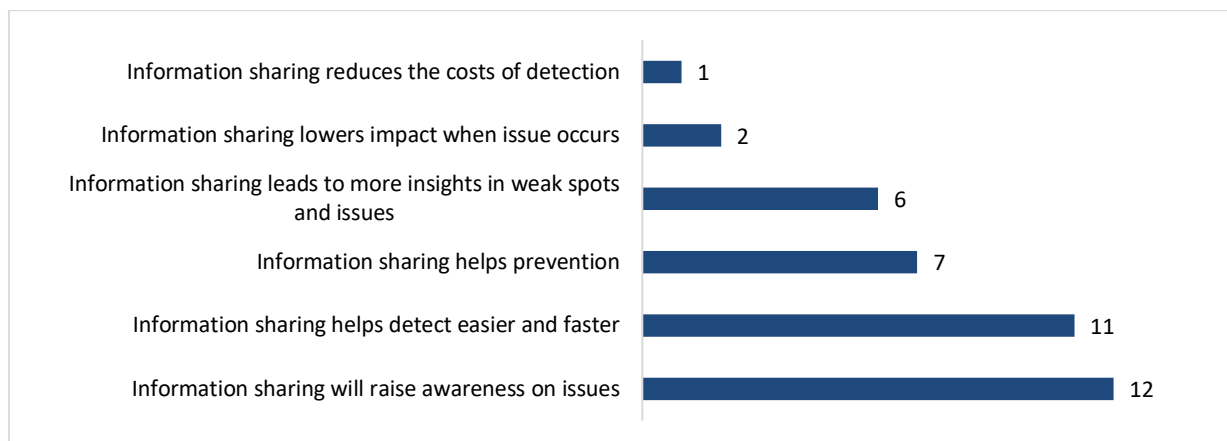 Information sharing reduces the costs of detection
1
Information sharing lowers impact when issue occurs
2
Information sharing leads to more insights in weak spots
and issues
6
Information sharing helps prevention
7
Information sharing helps detect easier and faster
11
Information sharing will raise awareness on issues
12